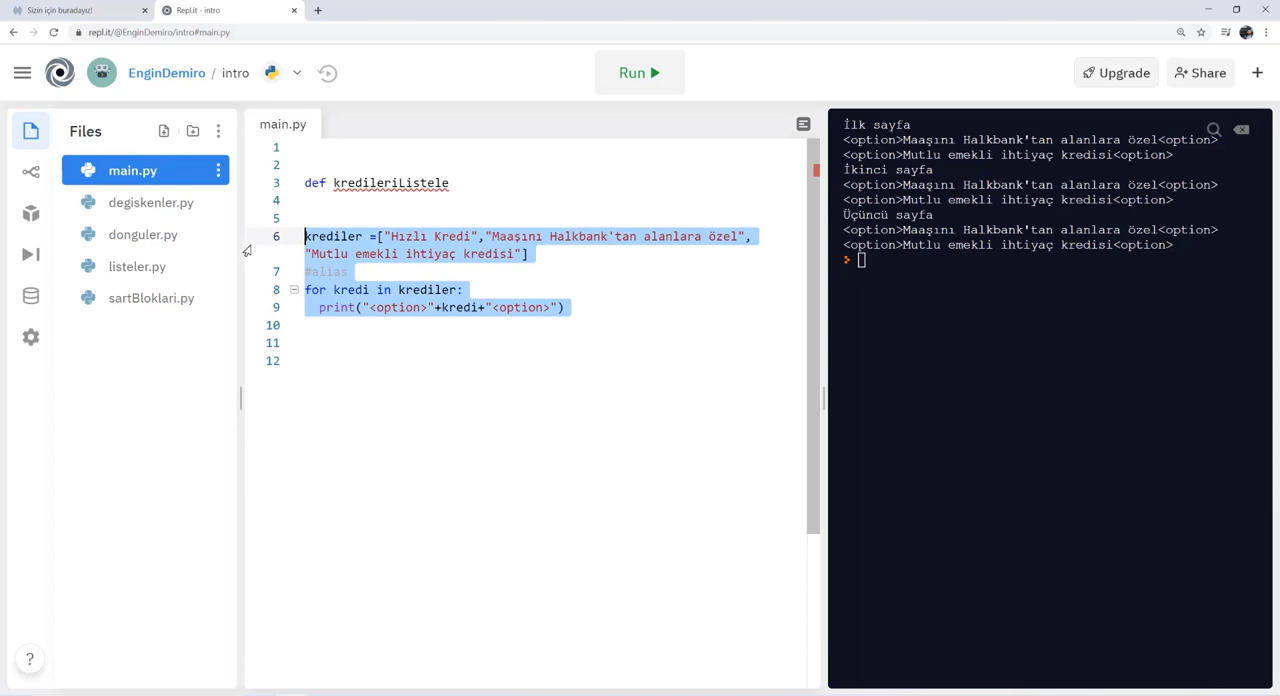 Sizin için buradayız!
Repl.it - intro
repl.it/@EnginDemiro/intro#main.py
EnginDemiro / intro
Run
Upgrade
Share
Files
main.py
degiskenler.py
donguler.py
listeler.py
sartBloklari.py
main.py
1
2
3 def kredileriListele
4
5
6 krediler =["Hızlı Kredi","Maaşını Halkbank'tan alanlara özel",
"Mutlu emekli ihtiyaç kredisi"]
7 #alias
8 for kredi in krediler:
9 print("<option>"+kredi+"<option>")
10
11
12
İlk sayfa
<option>Maaşını Halkbank'tan alanlara özel<option>
<option>Mutlu emekli ihtiyaç kredisi<option>
İkinci sayfa
<option>Maaşını Halkbank'tan alanlara özel<option>
<option>Mutlu emekli ihtiyaç kredisi<option>
Üçüncü sayfa
<option>Maaşını Halkbank'tan alanlara özel<option>
<option>Mutlu emekli ihtiyaç kredisi<option>
>
?